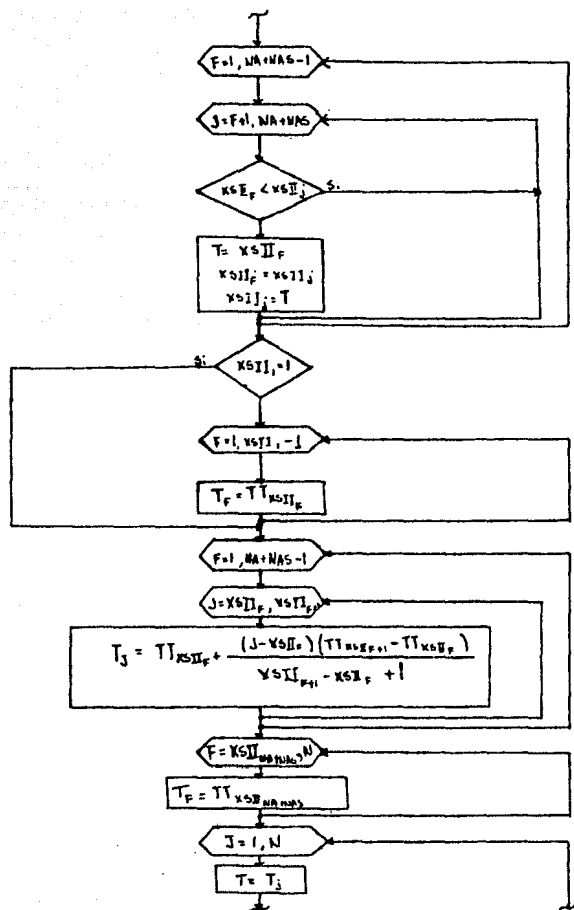 F=1, NA+NAS-1
J=F+1, NA+NAS
XSII_F < XSII_j
Si
T= XSII_F
XSII_F = XSII_j
XSII_j = T
Si
XSII_1 = 1
F=1, XSII_1 -1
T_F = TT_XSII_F
F=1, NA+NAS-1
J=XSII_F, XSII_F+1
T_J = TT_XSII_F + (J-XSII_F)(TT_XSII_F+1 - TT_XSII_F) / XSII_F+1 - XSII_F +1
F= XSII_NA+NAS, N
T_F = TT_XSII_NA+NAS
J=1, N
T= T_j